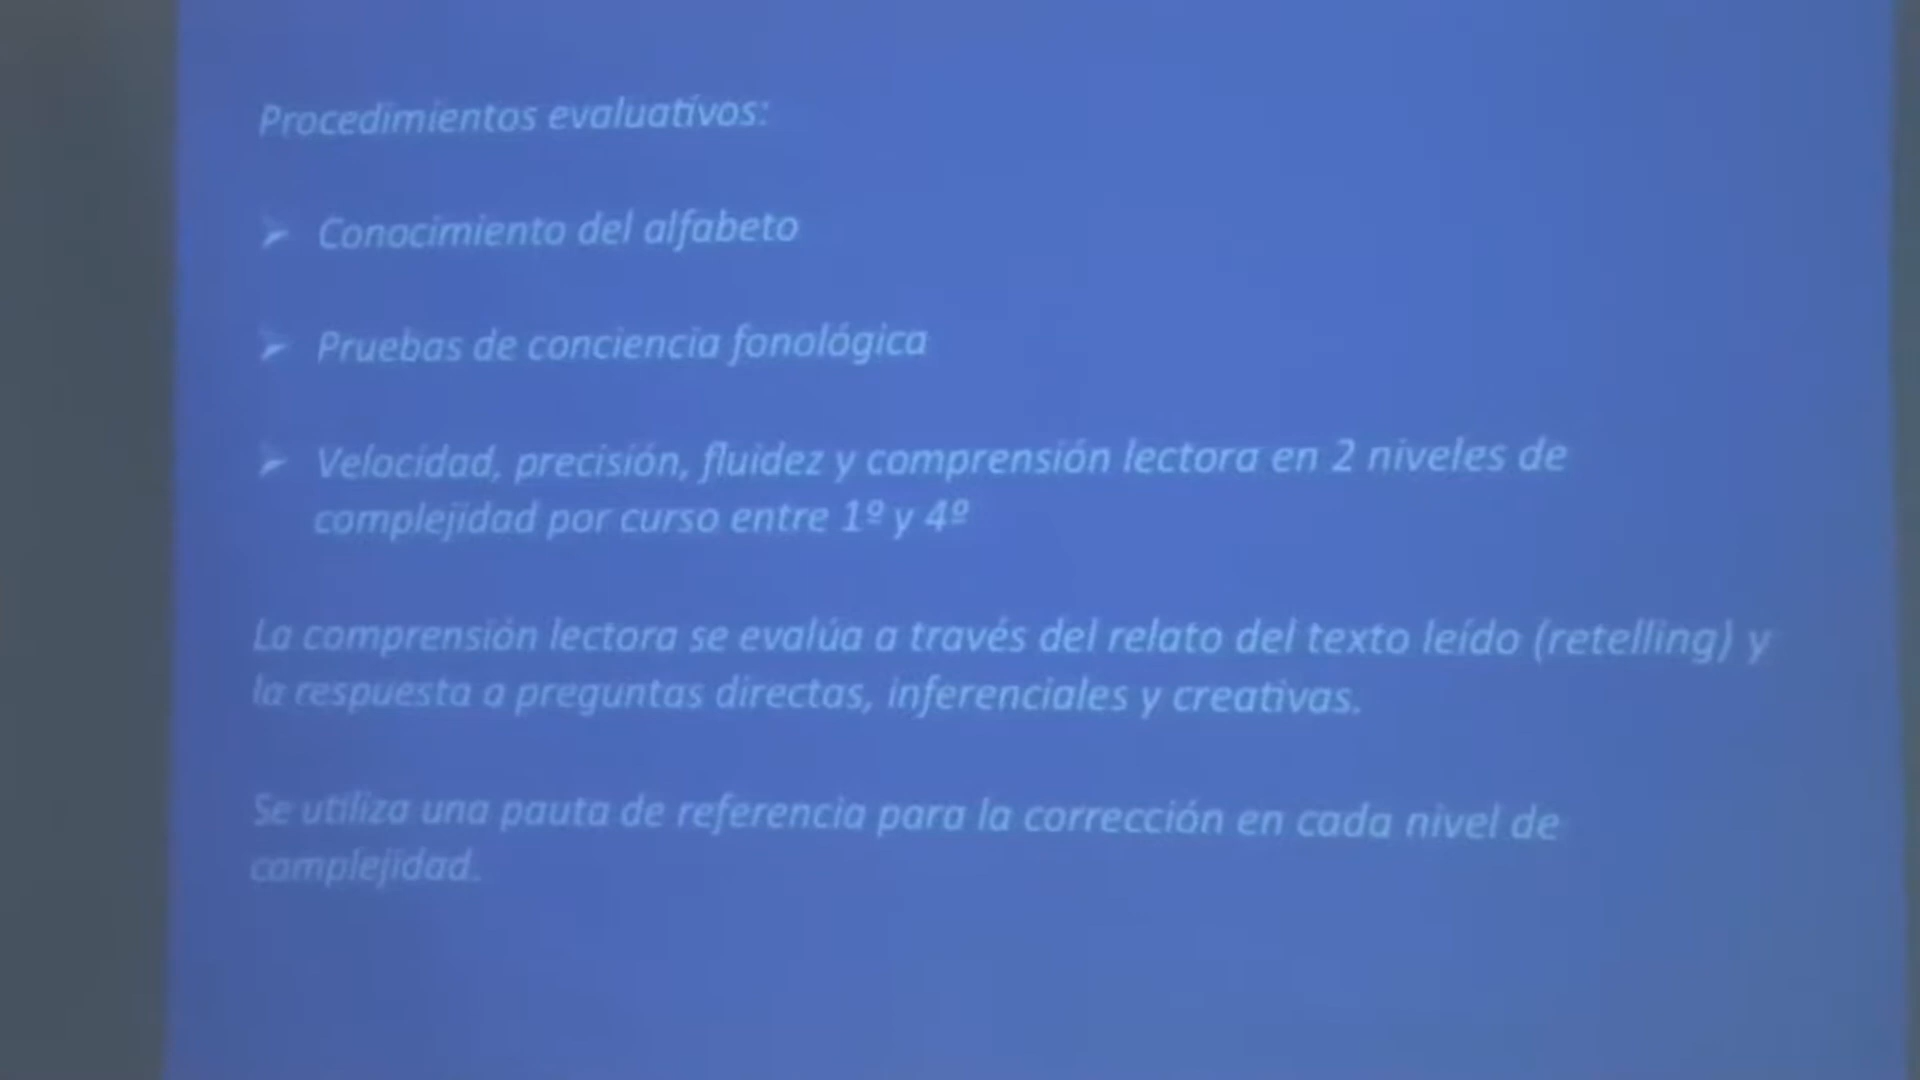 Procedimientos evaluativos:
➢ Conocimiento del alfabeto
➢ Pruebas de conciencia fonológica
➢ Velocidad, precisión, fluidez y comprensión lectora en 2 niveles de
complejidad por curso entre 1º y 4º
La comprensión lectora se evalúa a través del relato del texto leído (retelling) y
la respuesta a preguntas directas, inferenciales y creativas.
Se utiliza una pauta de referencia para la corrección en cada nivel de
complejidad.